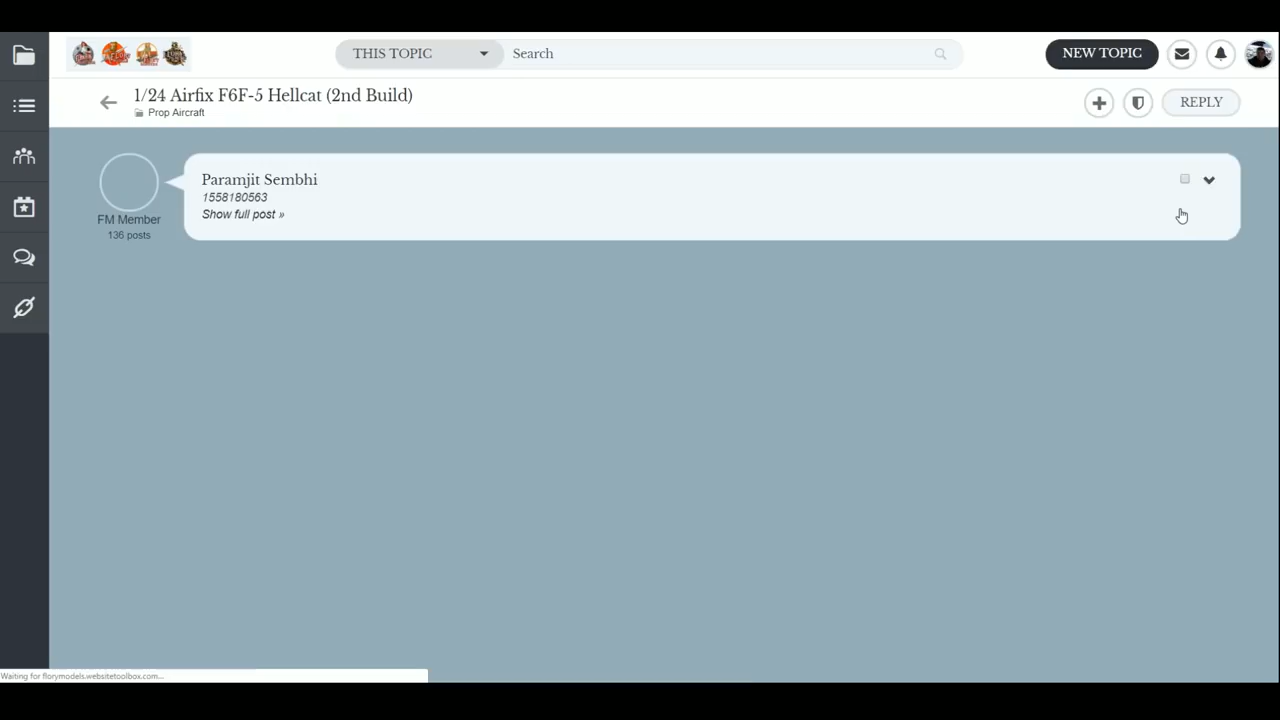 THIS TOPIC
Search
NEW TOPIC
1/24 Airfix F6F-5 Hellcat (2nd Build)
Prop Aircraft
REPLY
Paramjit Sembhi
1558180563
Show full post »
FM Member
136 posts
Waiting for florymodels.websitetoolbox.com...